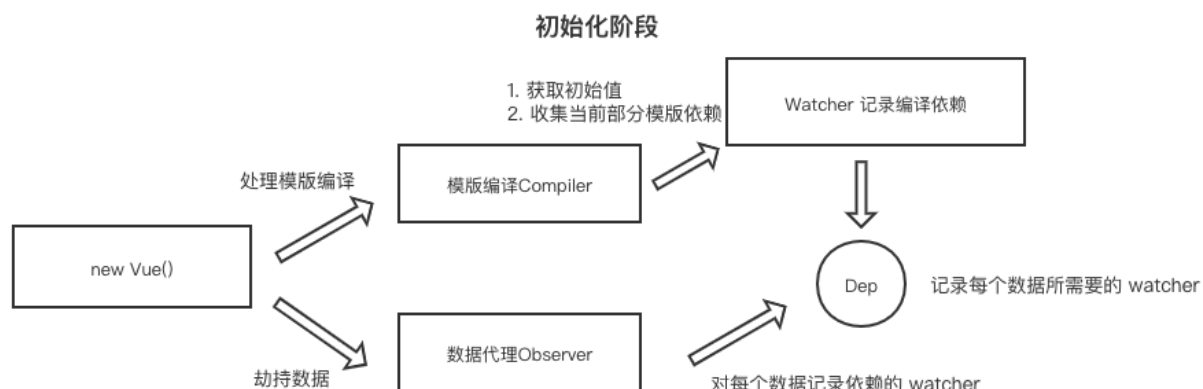 初始化阶段
1. 获取初始值
2. 收集当前部分模版依赖
Watcher 记录编译依赖
处理模版编译
模版编译Compiler
new Vue()
Dep
记录每个数据所需要的 watcher
数据代理Observer
劫持数据
对每个数据记录依赖的 watcher